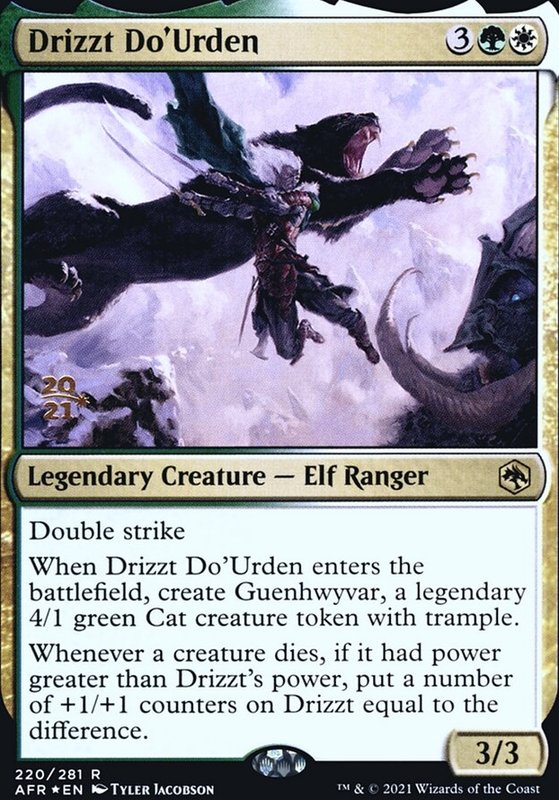 Drizzt Do'Urden 3
20
21
Legendary Creature — Elf Ranger
Double strike
When Drizzt Do'Urden enters the
battlefield, create Guenhwyvar, a legendary
4/1 green Cat creature token with trample.
Whenever a creature dies, if it had power
greater than Drizzt's power, put a number
of +1/+1 counters on Drizzt equal to the
difference.
3/3
220/281 R
AFR ★ EN Tyler Jacobson
™ & © 2021 Wizards of the Coast